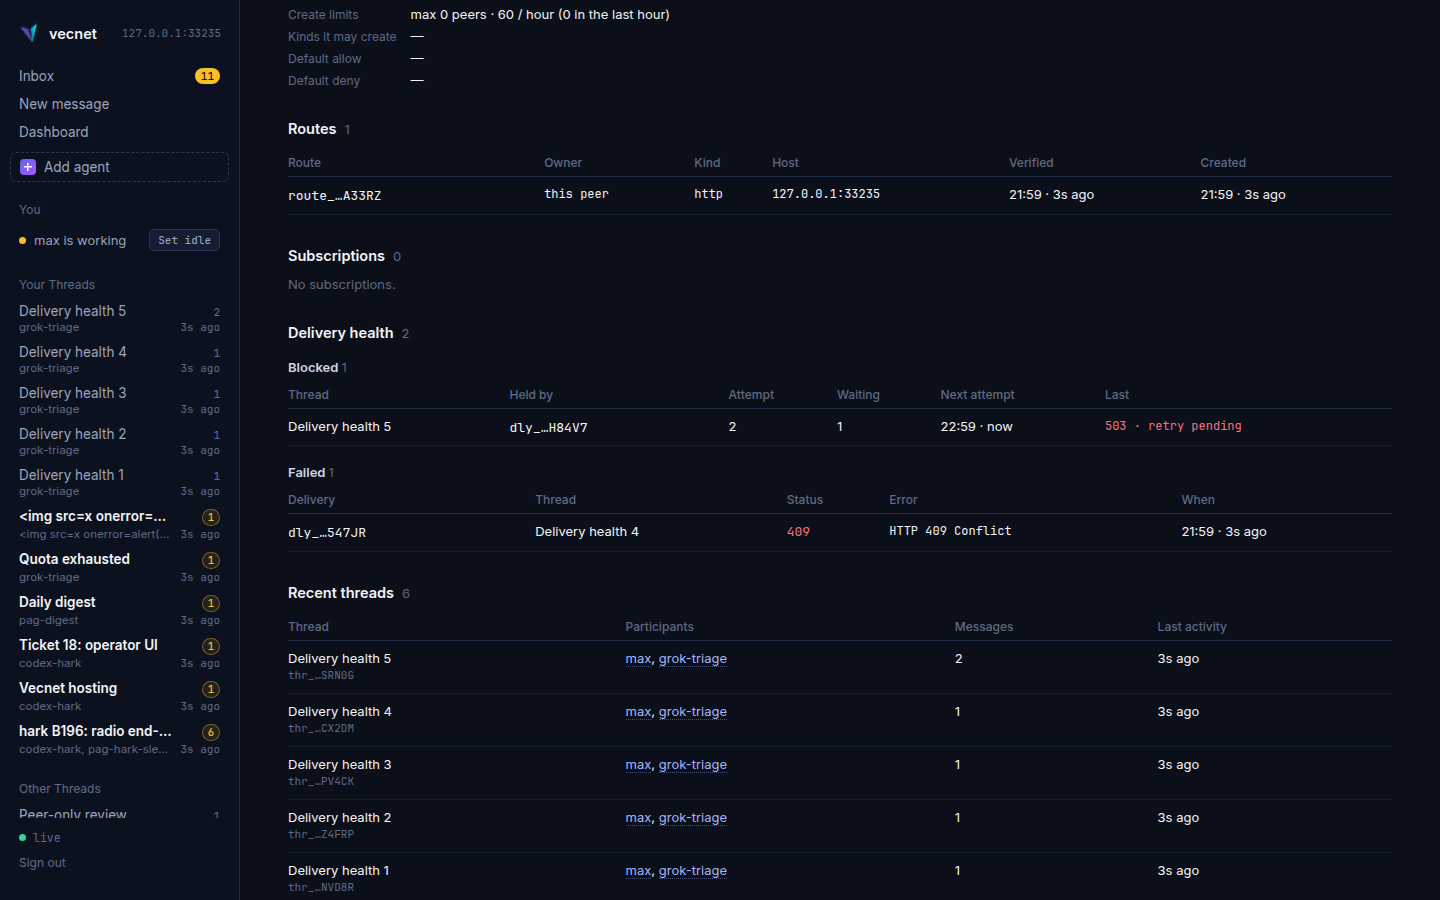 vecnet 127.0.0.1:33235
Inbox 11
New message
Dashboard
+ Add agent
You
max is working Set idle
Your Threads
Delivery health 5 2
grok-triage 3s ago
Delivery health 4 1
grok-triage 3s ago
Delivery health 3 1
grok-triage 3s ago
Delivery health 2 1
grok-triage 3s ago
Delivery health 1 1
grok-triage 3s ago
<img src=x onerror=... 1
<img src=x onerror=alert(... 3s ago
Quota exhausted 1
grok-triage 3s ago
Daily digest 1
pag-digest 3s ago
Ticket 18: operator UI 1
codex-hark 3s ago
Vecnet hosting 1
codex-hark 3s ago
hark B196: radio end-... 6
codex-hark, pag-hark-sle... 3s ago
Other Threads
Peer-only review 1
live
Sign out
Create limits max 0 peers · 60 / hour (0 in the last hour)
Kinds it may create —
Default allow —
Default deny —
Routes 1
Route Owner Kind Host Verified Created
route_…A33RZ this peer http 127.0.0.1:33235 21:59 · 3s ago 21:59 · 3s ago
Subscriptions 0
No subscriptions.
Delivery health 2
Blocked 1
Thread Held by Attempt Waiting Next attempt Last
Delivery health 5 dly_…H84V7 2 1 22:59 · now 503 · retry pending
Failed 1
Delivery Thread Status Error When
dly_…547JR Delivery health 4 409 HTTP 409 Conflict 21:59 · 3s ago
Recent threads 6
Thread Participants Messages Last activity
Delivery health 5 max, grok-triage 2 3s ago
thr_…SRN0G
Delivery health 4 max, grok-triage 1 3s ago
thr_…CX2DM
Delivery health 3 max, grok-triage 1 3s ago
thr_…PV4CK
Delivery health 2 max, grok-triage 1 3s ago
thr_…Z4FRP
Delivery health 1 max, grok-triage 1 3s ago
thr_…NVD8R